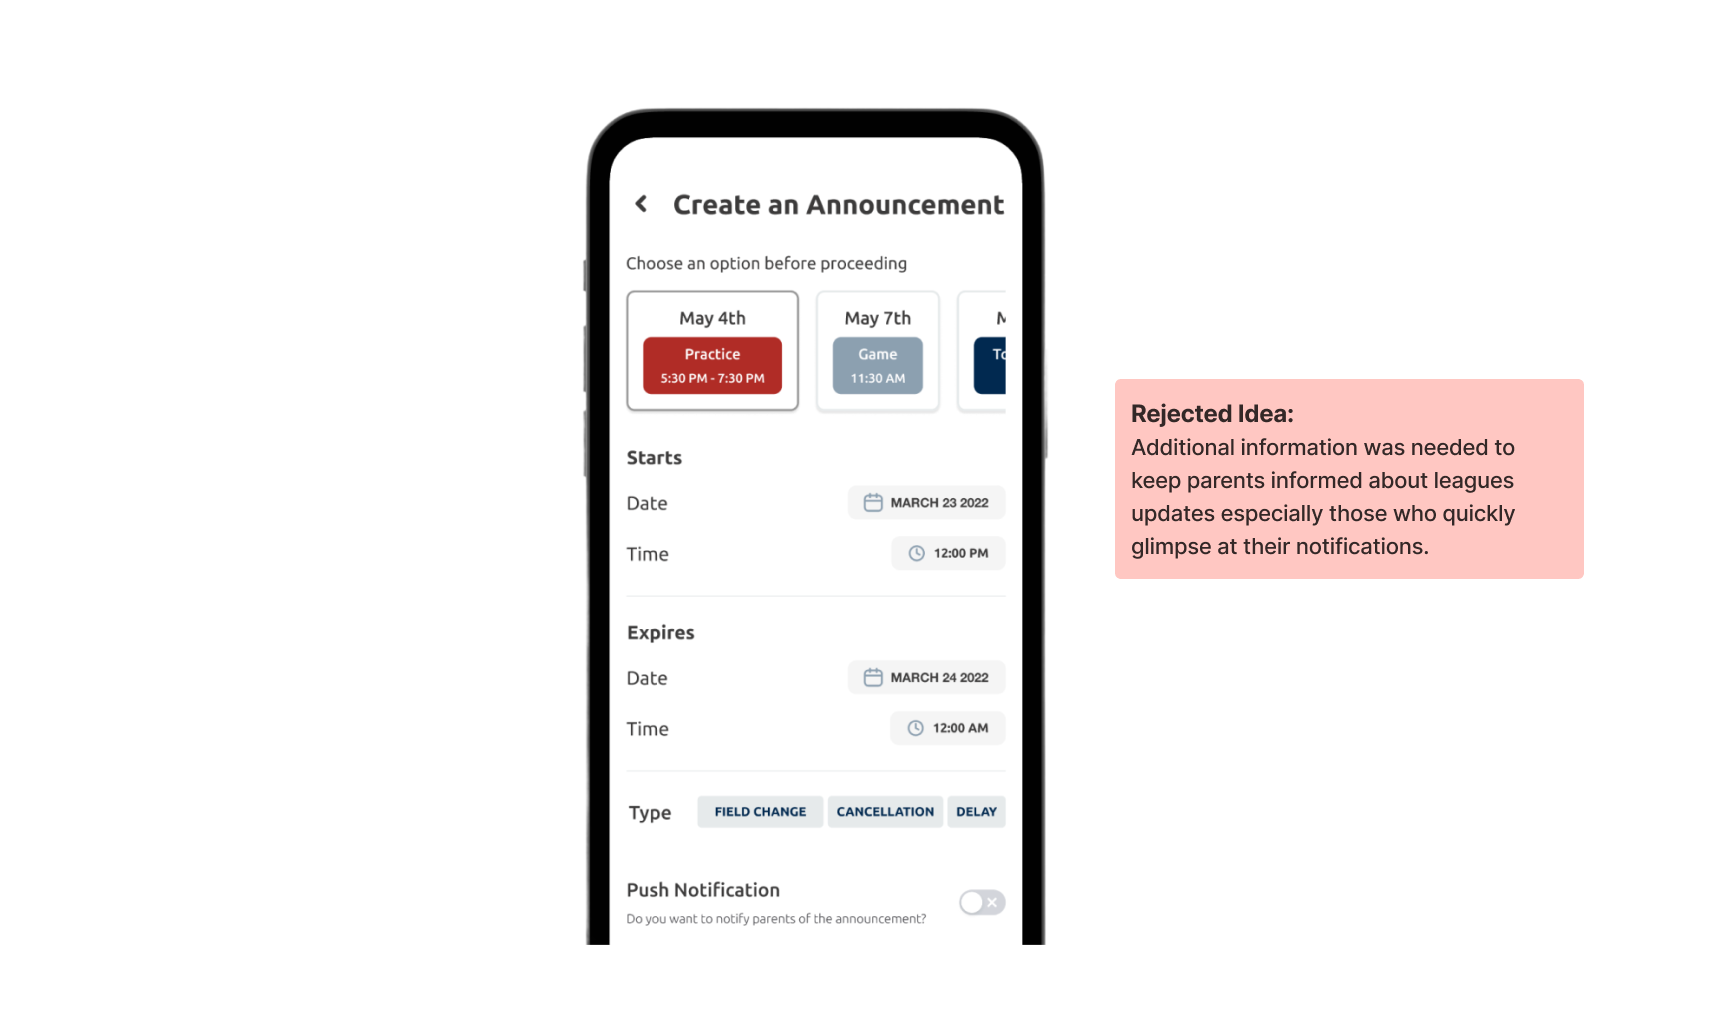 Create an Announcement
Choose an option before proceeding
May 4th
Practice
5:30 PM - 7:30 PM
May 7th
Game
11:30 AM
Starts
Date
MARCH 23 2022
Time
12:00 PM
Expires
Date
MARCH 24 2022
Time
12:00 AM
Type
FIELD CHANGE
CANCELLATION
DELAY
Push Notification
Do you want to notify parents of the announcement?
Rejected Idea:
Additional information was needed to
keep parents informed about leagues
updates especially those who quickly
glimpse at their notifications.